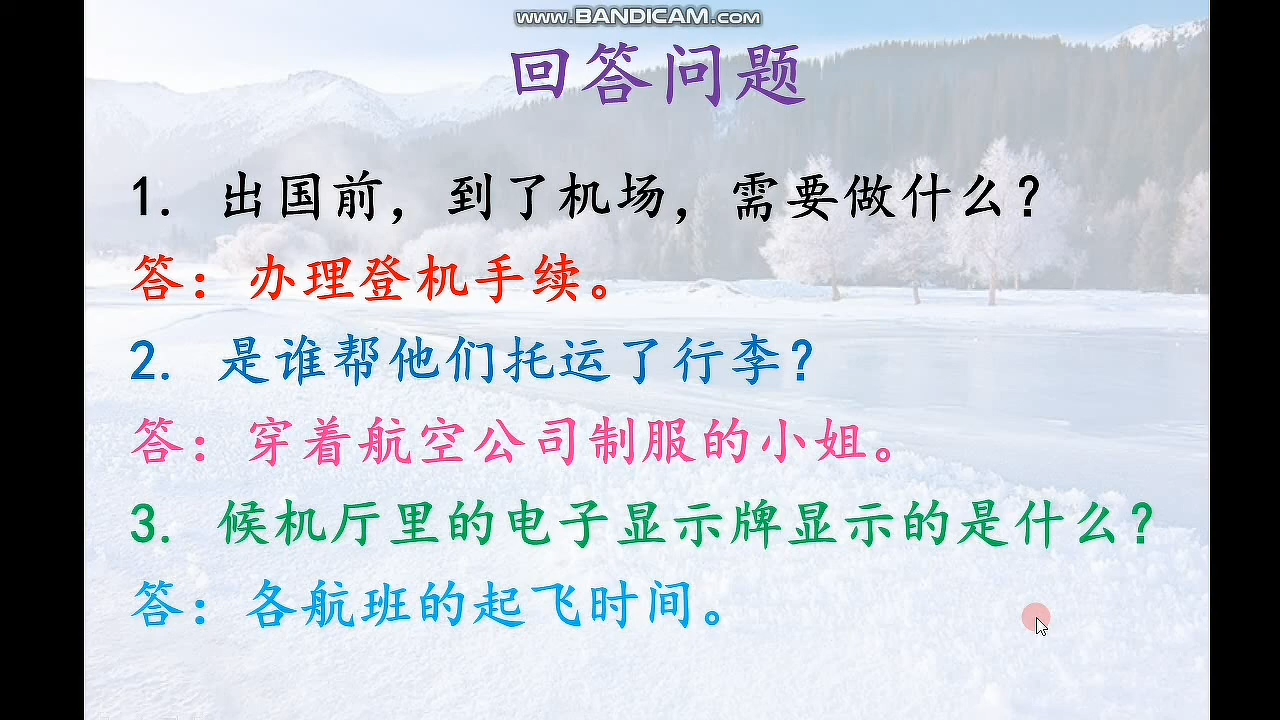 www.BANDICAM.com
回答问题
1. 出国前，到了机场，需要做什么？
答：办理登机手续。
2. 是谁帮他们托运了行李？
答：穿着航空公司制服的小姐。
3. 候机厅里的电子显示牌显示的是什么？
答：各航班的起飞时间。